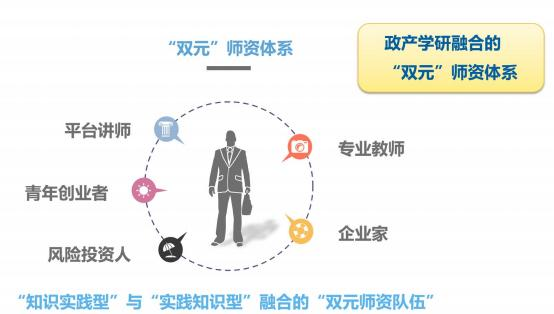 “双元”师资体系
政产学研融合的
“双元”师资体系
平台讲师
专业教师
青年创业者
企业家
风险投资人
“知识实践型”与“实践知识型”融合的“双元师资队伍”